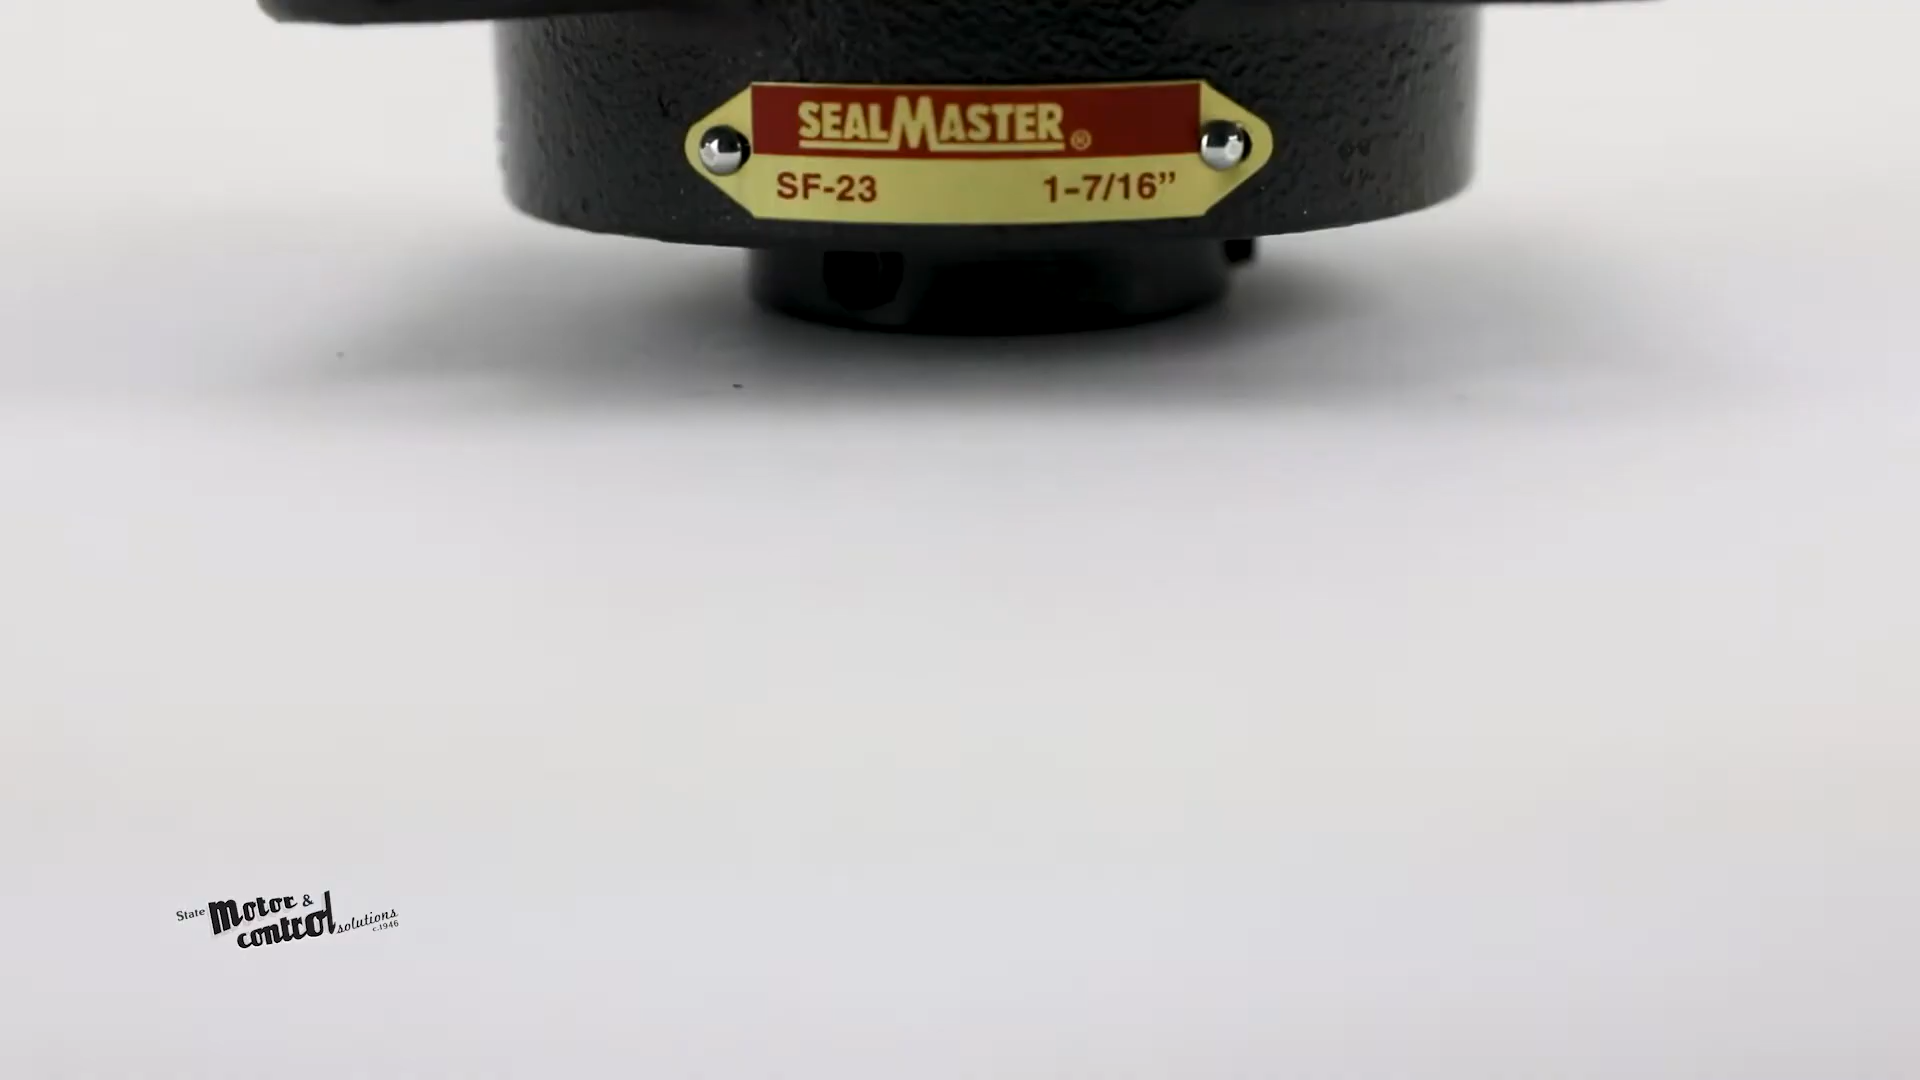 SEALMASTER®
SF-23 1-7/16”
State Motor &
control solutions
c.1946